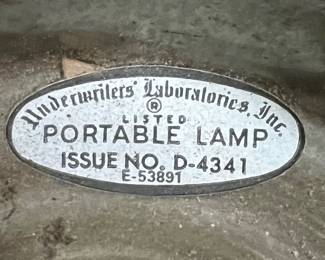 Underwriters' Laboratories, Inc.
®
LISTED
PORTABLE LAMP
ISSUE NO. D-4341
E-53891